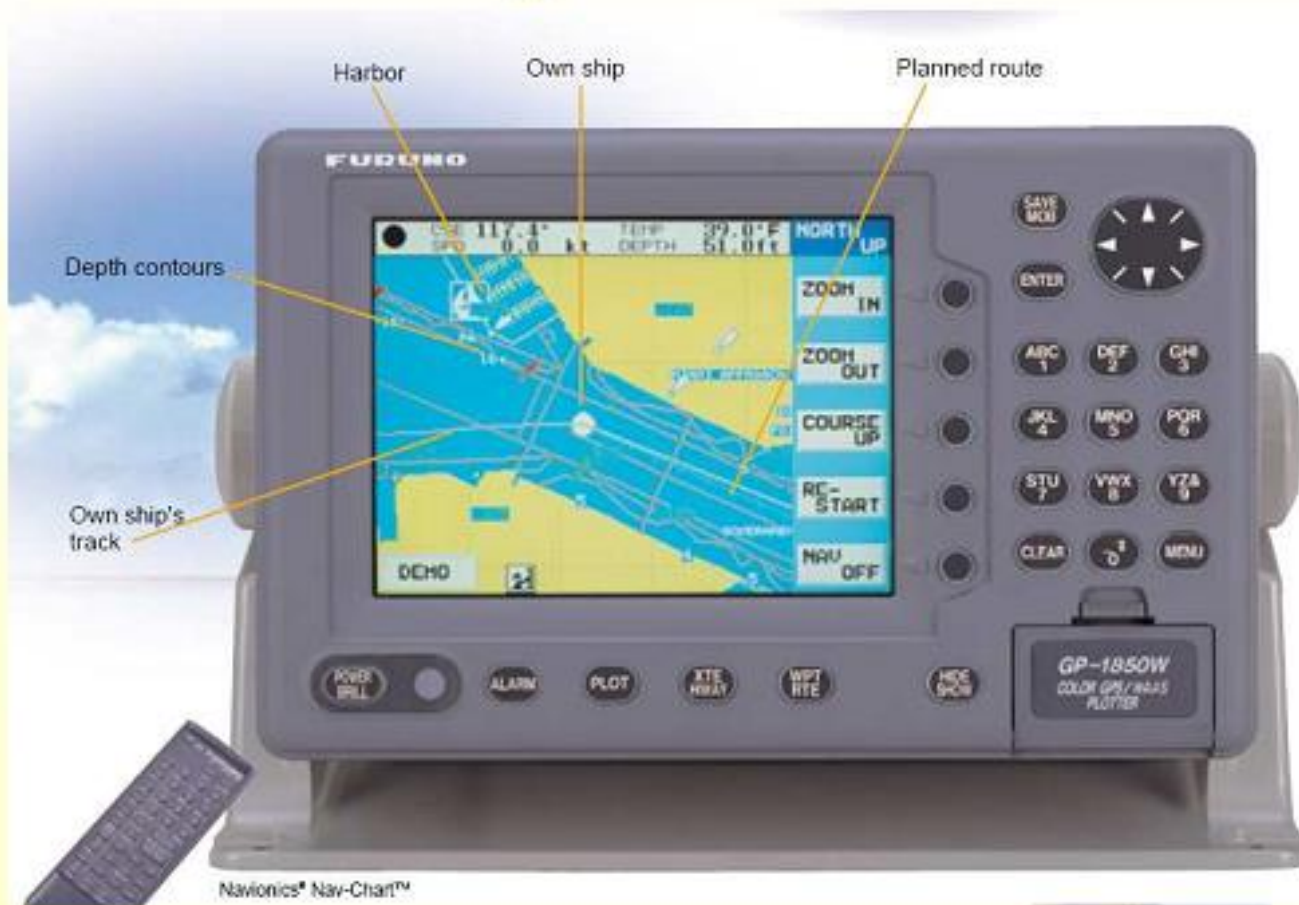 Harbor
Own ship
Planned route
FURUNO
Depth contours
Own ship's
track
CSE 117.4° TEMP 39.0°F
SPD 0.0 kt DEPTH 51.0ft
NORTH
UP
ZOOM
IN
ZOOM
OUT
COURSE
UP
RE-
START
NAV
OFF
DEMO
SAVE
MOB
ENTER
ABC
1
DEF
2
GHI
3
JKL
4
MNO
5
PQR
6
STU
7
VWX
8
YZ&
9
CLEAR
0
MENU
POWER
BRILL
ALARM
PLOT
XTE
HWAY
WPT
RTE
HIDE
SHOW
GP-1850W
COLOR GPS/WAAS
PLOTTER
Navionics® Nav-Chart™